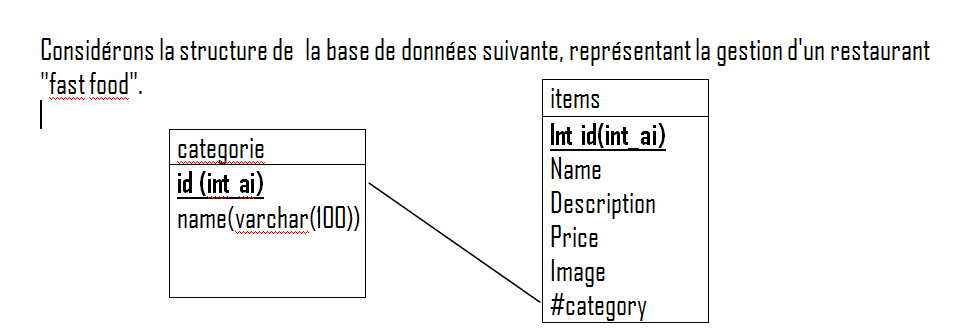 Considérons la structure de la base de données suivante, représentant la gestion d'un restaurant
"fast food".
categorie
id (int_ai)
name(varchar(100))
items
Int id(int_ai)
Name
Description
Price
Image
#category